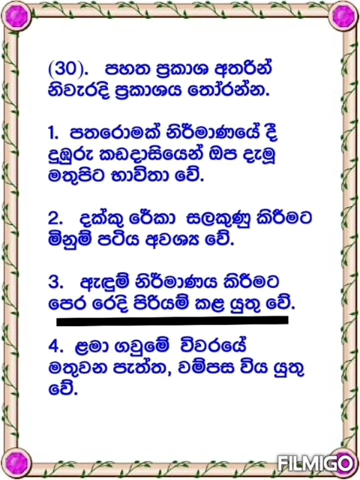 (30).   පහත ප්‍රකාශ අතරින්
නිවැරදි ප්‍රකාශය තෝරන්න.
1.  පතරොමක් නිර්මාණයේ දී
දුඹුරු කඩදාසියෙන් ඔප දැමූ
මතුපිට භාවිතා වේ.
2.   දක්කු රේකා  සලකුණු කිරීමට
මිනුම් පටිය අවශ්‍ය වේ.
3.   ඇඳුම් නිර්මාණය කිරීමට
පෙර රෙදි පිරියම් කළ යුතු වේ.
4.  ළමා ගවුමේ  විවරයේ
මතුවන පැත්ත, වම්පස විය යුතු
වේ.
FILMIGO